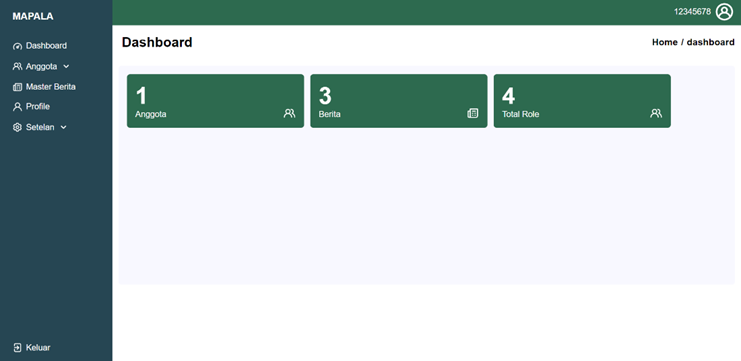 MAPALA
12345678
Dashboard
Anggota
Master Berita
Profile
Setelan
Keluar
Dashboard
Home / dashboard
1
Anggota
3
Berita
4
Total Role